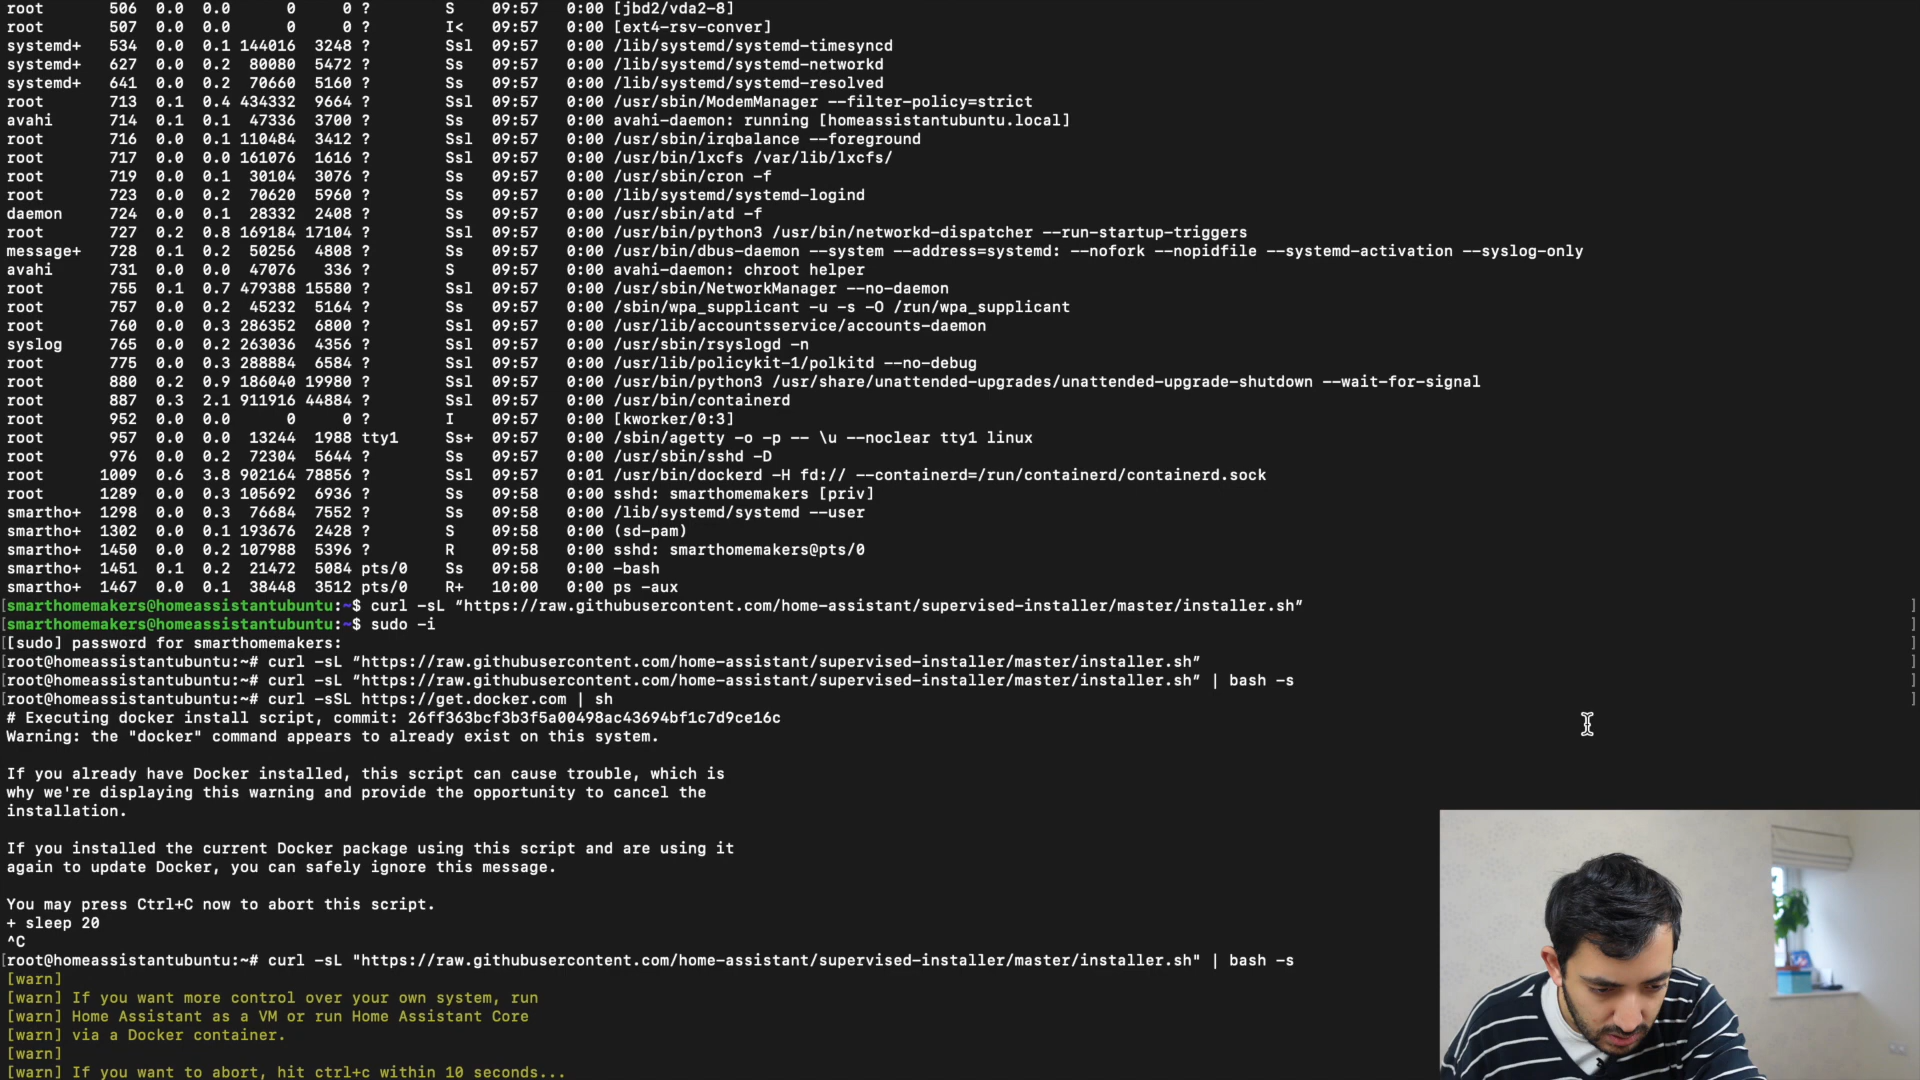 root 506 0.0 0.0 0 0 ? S 09:57 0:00 [jbd2/vda2-8]
root 507 0.0 0.0 0 0 ? I< 09:57 0:00 [ext4-rsv-conver]
systemd+ 534 0.0 0.1 144016 3248 ? Ssl 09:57 0:00 /lib/systemd/systemd-timesyncd
systemd+ 627 0.0 0.2 80080 5472 ? Ss 09:57 0:00 /lib/systemd/systemd-networkd
systemd+ 641 0.0 0.2 70660 5160 ? Ss 09:57 0:00 /lib/systemd/systemd-resolved
root 713 0.1 0.4 434332 9664 ? Ssl 09:57 0:00 /usr/sbin/ModemManager --filter-policy=strict
avahi 714 0.1 0.1 47336 3700 ? Ss 09:57 0:00 avahi-daemon: running [homeassistantubuntu.local]
root 716 0.0 0.1 110484 3412 ? Ssl 09:57 0:00 /usr/sbin/irqbalance --foreground
root 717 0.0 0.0 161076 1616 ? Ssl 09:57 0:00 /usr/bin/lxcfs /var/lib/lxcfs/
root 719 0.0 0.1 30104 3076 ? Ss 09:57 0:00 /usr/sbin/cron -f
root 723 0.0 0.2 70620 5960 ? Ss 09:57 0:00 /lib/systemd/systemd-logind
daemon 724 0.0 0.1 28332 2408 ? Ss 09:57 0:00 /usr/sbin/atd -f
root 727 0.2 0.8 169184 17104 ? Ssl 09:57 0:00 /usr/bin/python3 /usr/bin/networkd-dispatcher --run-startup-triggers
message+ 728 0.1 0.2 50256 4808 ? Ss 09:57 0:00 /usr/bin/dbus-daemon --system --address=systemd: --nofork --nopidfile --systemd-activation --syslog-only
avahi 731 0.0 0.0 47076 336 ? S 09:57 0:00 avahi-daemon: chroot helper
root 755 0.1 0.7 479388 15580 ? Ssl 09:57 0:00 /usr/sbin/NetworkManager --no-daemon
root 757 0.0 0.2 45232 5164 ? Ss 09:57 0:00 /sbin/wpa_supplicant -u -s -O /run/wpa_supplicant
root 760 0.0 0.3 286352 6800 ? Ssl 09:57 0:00 /usr/lib/accountsservice/accounts-daemon
syslog 765 0.0 0.2 263036 4356 ? Ssl 09:57 0:00 /usr/sbin/rsyslogd -n
root 775 0.0 0.3 288884 6584 ? Ssl 09:57 0:00 /usr/lib/policykit-1/polkitd --no-debug
root 880 0.2 0.9 186040 19980 ? Ssl 09:57 0:00 /usr/bin/python3 /usr/share/unattended-upgrades/unattended-upgrade-shutdown --wait-for-signal
root 887 0.3 2.1 911916 44884 ? Ssl 09:57 0:00 /usr/bin/containerd
root 952 0.0 0.0 0 0 ? I 09:57 0:00 [kworker/0:3]
root 957 0.0 0.0 13244 1988 tty1 Ss+ 09:57 0:00 /sbin/agetty -o -p -- \u --noclear tty1 linux
root 976 0.0 0.2 72304 5644 ? Ss 09:57 0:00 /usr/sbin/sshd -D
root 1009 0.6 3.8 902164 78856 ? Ssl 09:57 0:01 /usr/bin/dockerd -H fd:// --containerd=/run/containerd/containerd.sock
root 1289 0.0 0.3 105692 6936 ? Ss 09:58 0:00 sshd: smarthomemakers [priv]
smartho+ 1298 0.0 0.3 76684 7552 ? Ss 09:58 0:00 /lib/systemd/systemd --user
smartho+ 1302 0.0 0.1 193676 2428 ? S 09:58 0:00 (sd-pam)
smartho+ 1450 0.0 0.2 107988 5396 ? R 09:58 0:00 sshd: smarthomemakers@pts/0
smartho+ 1451 0.1 0.2 21472 5084 pts/0 Ss 09:58 0:00 -bash
smartho+ 1467 0.0 0.1 38448 3512 pts/0 R+ 10:00 0:00 ps -aux
[smarthomemakers@homeassistantubuntu:~$ curl -sL “https://raw.githubusercontent.com/home-assistant/supervised-installer/master/installer.sh” ]
[smarthomemakers@homeassistantubuntu:~$ sudo -i ]
[[sudo] password for smarthomemakers: ]
[root@homeassistantubuntu:~# curl -sL “https://raw.githubusercontent.com/home-assistant/supervised-installer/master/installer.sh” ]
[root@homeassistantubuntu:~# curl -sL “https://raw.githubusercontent.com/home-assistant/supervised-installer/master/installer.sh” | bash -s ]
[root@homeassistantubuntu:~# curl -sSL https://get.docker.com | sh ]
# Executing docker install script, commit: 26ff363bcf3b3f5a00498ac43694bf1c7d9ce16c
Warning: the "docker" command appears to already exist on this system.
If you already have Docker installed, this script can cause trouble, which is
why we're displaying this warning and provide the opportunity to cancel the
installation.
If you installed the current Docker package using this script and are using it
again to update Docker, you can safely ignore this message.
You may press Ctrl+C now to abort this script.
+ sleep 20
^C
[root@homeassistantubuntu:~# curl -sL "https://raw.githubusercontent.com/home-assistant/supervised-installer/master/installer.sh" | bash -s
[warn]
[warn] If you want more control over your own system, run
[warn] Home Assistant as a VM or run Home Assistant Core
[warn] via a Docker container.
[warn]
[warn] If you want to abort, hit ctrl+c within 10 seconds...